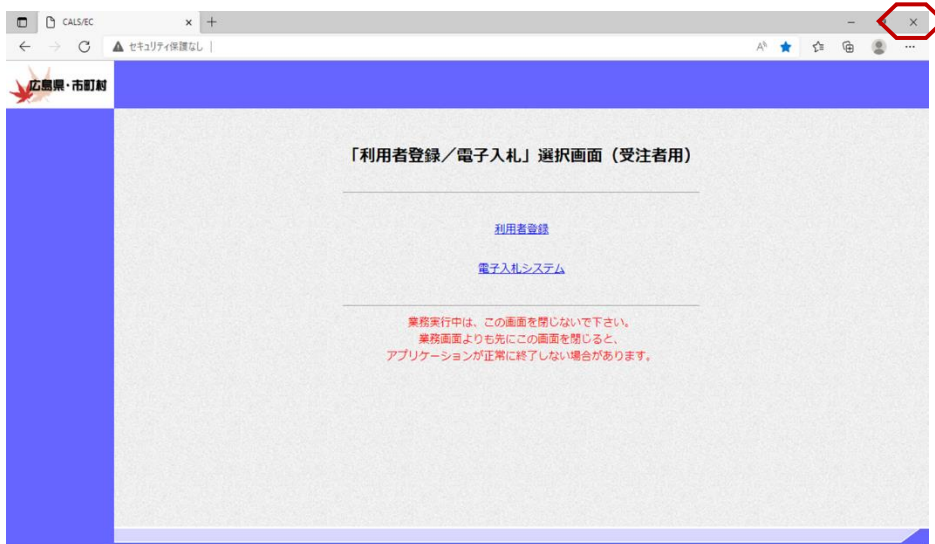 CALS/EC
セキュリティ保護なし
広島県・市町村
「利用者登録／電子入札」選択画面（受注者用）
利用者登録
電子入札システム
業務実行中は、この画面を閉じないで下さい。
業務画面よりも先にこの画面を閉じると、
アプリケーションが正常に終了しない場合があります。